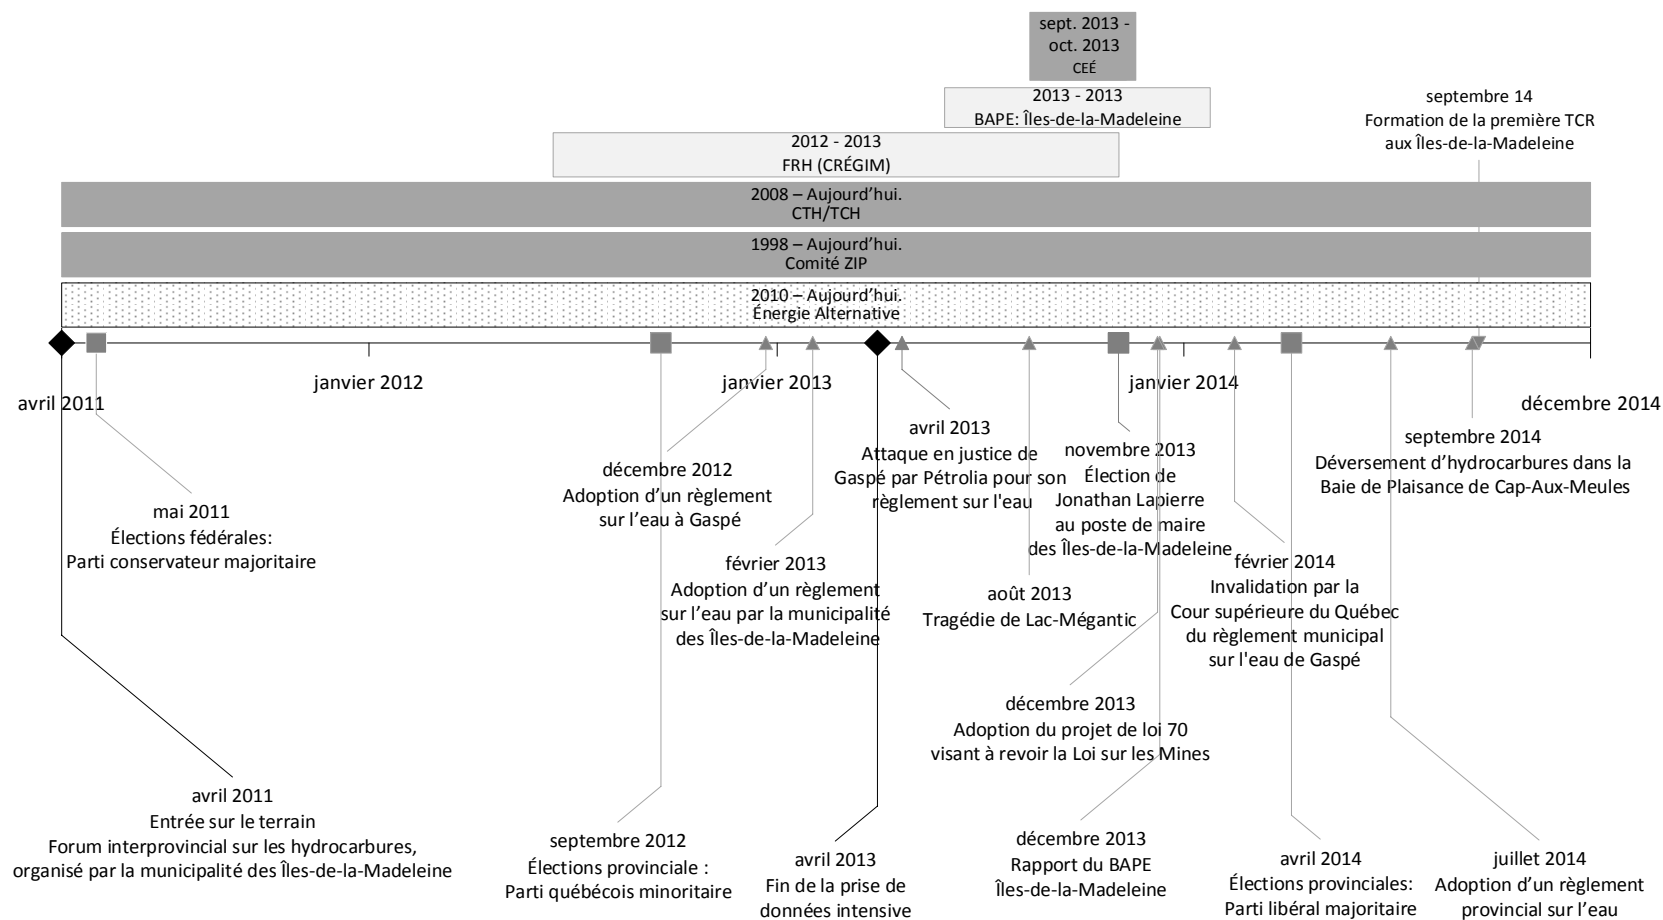 sept. 2013 -
oct. 2013
CEÉ
2013 - 2013
BAPE: Îles-de-la-Madeleine
septembre 14
Formation de la première TCR
aux Îles-de-la-Madeleine
2012 - 2013
FRH (CRÉGIM)
2008 – Aujourd’hui.
CTH/TCH
1998 – Aujourd’hui.
Comité ZIP
2010 – Aujourd’hui.
Énergie Alternative
avril 2011
janvier 2012
janvier 2013
janvier 2014
décembre 2014
mai 2011
Élections fédérales:
Parti conservateur majoritaire
décembre 2012
Adoption d’un règlement
sur l’eau à Gaspé
février 2013
Adoption d’un règlement
sur l’eau par la municipalité
des Îles-de-la-Madeleine
avril 2013
Attaque en justice de
Gaspé par Pétrolia pour son
règlement sur l'eau
novembre 2013
Élection de
Jonathan Lapierre
au poste de maire
des Îles-de-la-Madeleine
septembre 2014
Déversement d’hydrocarbures dans la
Baie de Plaisance de Cap-Aux-Meules
août 2013
Tragédie de Lac-Mégantic
février 2014
Invalidation par la
Cour supérieure du Québec
du règlement municipal
sur l'eau de Gaspé
décembre 2013
Adoption du projet de loi 70
visant à revoir la Loi sur les Mines
avril 2011
Entrée sur le terrain
Forum interprovincial sur les hydrocarbures,
organisé par la municipalité des Îles-de-la-Madeleine
septembre 2012
Élections provinciale :
Parti québécois minoritaire
avril 2013
Fin de la prise de
données intensive
décembre 2013
Rapport du BAPE
Îles-de-la-Madeleine
avril 2014
Élections provinciales:
Parti libéral majoritaire
juillet 2014
Adoption d’un règlement
provincial sur l’eau